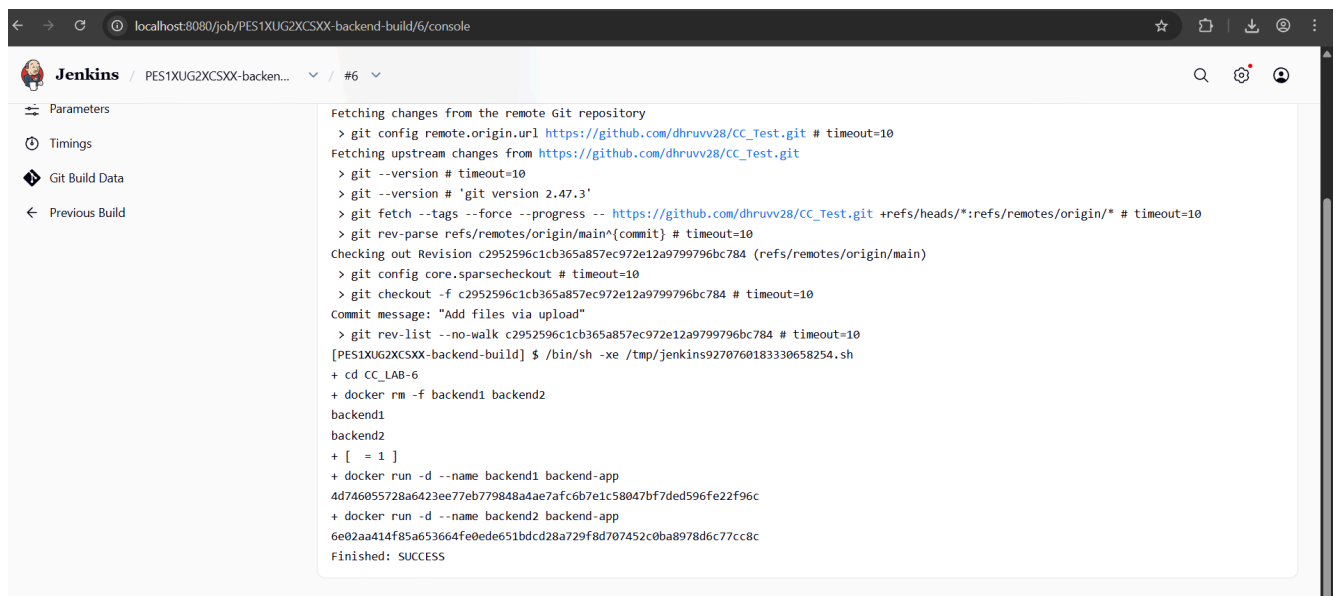 localhost:8080/job/PES1XUG2XCSXX-backend-build/6/console
Jenkins / PES1XUG2XCSXX-backen... / #6
Parameters
Timings
Git Build Data
Previous Build
Fetching changes from the remote Git repository
> git config remote.origin.url https://github.com/dhruvv28/CC_Test.git # timeout=10
Fetching upstream changes from https://github.com/dhruvv28/CC_Test.git
> git --version # timeout=10
> git --version # 'git version 2.47.3'
> git fetch --tags --force --progress -- https://github.com/dhruvv28/CC_Test.git +refs/heads/*:refs/remotes/origin/* # timeout=10
> git rev-parse refs/remotes/origin/main^{commit} # timeout=10
Checking out Revision c2952596c1cb365a857ec972e12a9799796bc784 (refs/remotes/origin/main)
> git config core.sparsecheckout # timeout=10
> git checkout -f c2952596c1cb365a857ec972e12a9799796bc784 # timeout=10
Commit message: "Add files via upload"
> git rev-list --no-walk c2952596c1cb365a857ec972e12a9799796bc784 # timeout=10
[PES1XUG2XCSXX-backend-build] $ /bin/sh -xe /tmp/jenkins9270760183330658254.sh
+ cd CC_LAB-6
+ docker rm -f backend1 backend2
backend1
backend2
+ [  = 1 ]
+ docker run -d --name backend1 backend-app
4d746055728a6423ee77eb779848a4ae7afc6b7e1c58047bf7ded596fe22f96c
+ docker run -d --name backend2 backend-app
6e02aa414f85a653664fe0ede651bdcd28a729f8d707452c0ba8978d6c77cc8c
Finished: SUCCESS